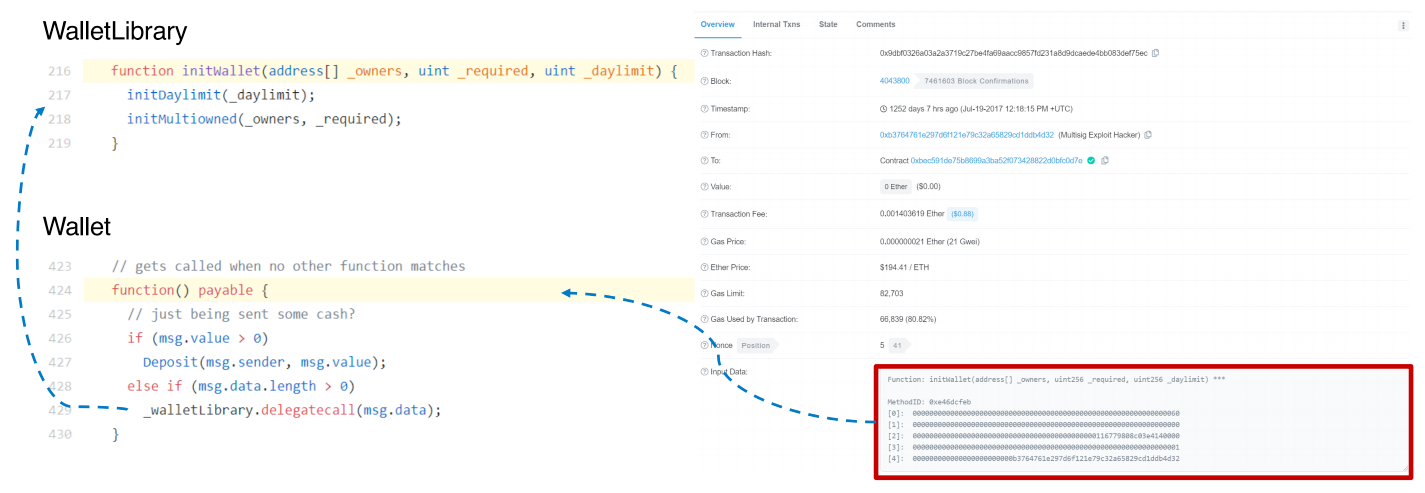 WalletLibrary
216 function initWallet(address[] _owners, uint _required, uint _daylimit) {
217 initDaylimit(_daylimit);
218 initMultiowned(_owners, _required);
219 }
Wallet
423 // gets called when no other function matches
424 function() payable {
425 // just being sent some cash?
426 if (msg.value > 0)
427 Deposit(msg.sender, msg.value);
428 else if (msg.data.length > 0)
429 _walletLibrary.delegatecall(msg.data);
430 }
Overview Internal Txns State Comments
Transaction Hash: 0x9dbf0326a03a2a3719c27be4fa69aacc9857fd231a8d9dcaede4bb083def75ec
Block: 4043800 7461603 Block Confirmations
Timestamp: 1252 days 7 hrs ago (Jul-19-2017 12:18:15 PM +UTC)
From: 0xb3764761e297d6f121e79c32a65829cd1ddb4d32 (Multisig Exploit Hacker)
To: Contract 0xbec591de75b8699a3ba52f073428822d0bfc0d7e
Value: 0 Ether ($0.00)
Transaction Fee: 0.001403619 Ether ($0.88)
Gas Price: 0.000000021 Ether (21 Gwei)
Ether Price: $194.41 / ETH
Gas Limit: 82,703
Gas Used by Transaction: 66,839 (80.82%)
Nonce Position 5 41
Input Data:
Function: initWallet(address[] _owners, uint256 _required, uint256 _daylimit) ***
MethodID: 0xe46dcfeb
[0]: 0000000000000000000000000000000000000000000000000000000000000060
[1]: 0000000000000000000000000000000000000000000000000000000000000000
[2]: 00000000000000000000000000000000000000000000116779808c03e4140000
[3]: 0000000000000000000000000000000000000000000000000000000000000001
[4]: 000000000000000000000000b3764761e297d6f121e79c32a65829cd1ddb4d32